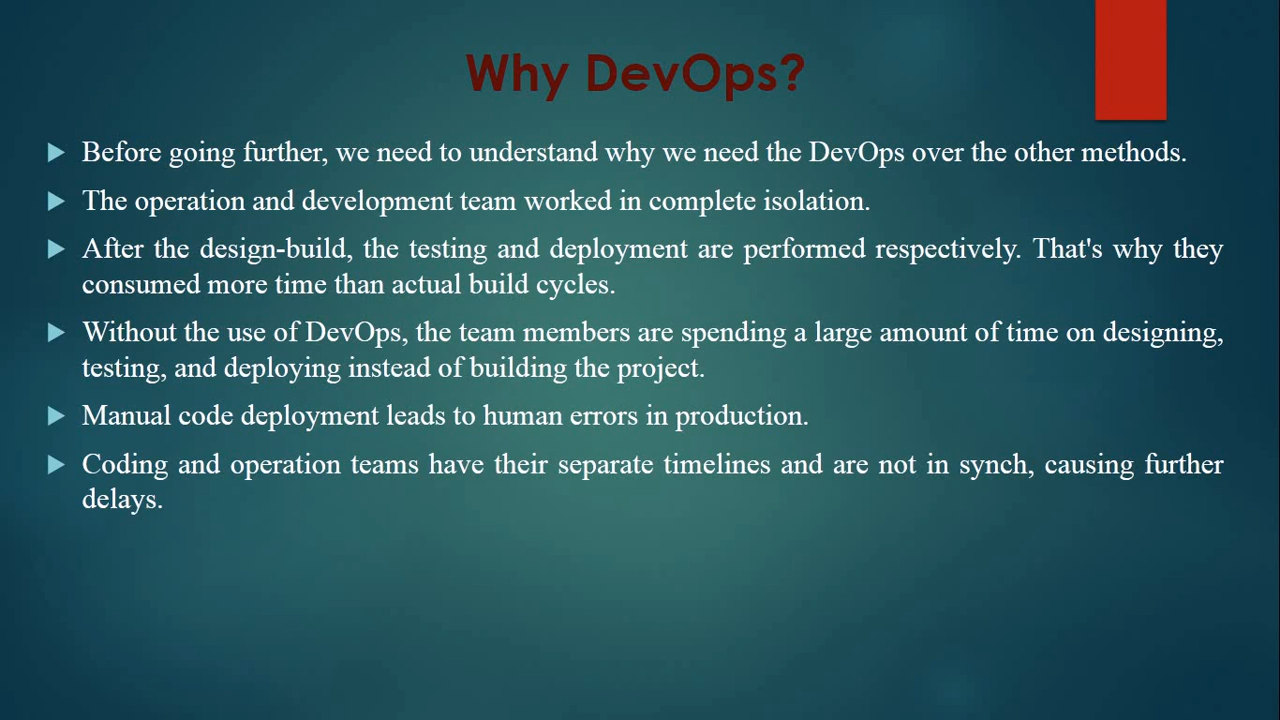 Why DevOps?
Before going further, we need to understand why we need the DevOps over the other methods.
The operation and development team worked in complete isolation.
After the design-build, the testing and deployment are performed respectively. That's why they
consumed more time than actual build cycles.
Without the use of DevOps, the team members are spending a large amount of time on designing,
testing, and deploying instead of building the project.
Manual code deployment leads to human errors in production.
Coding and operation teams have their separate timelines and are not in synch, causing further
delays.